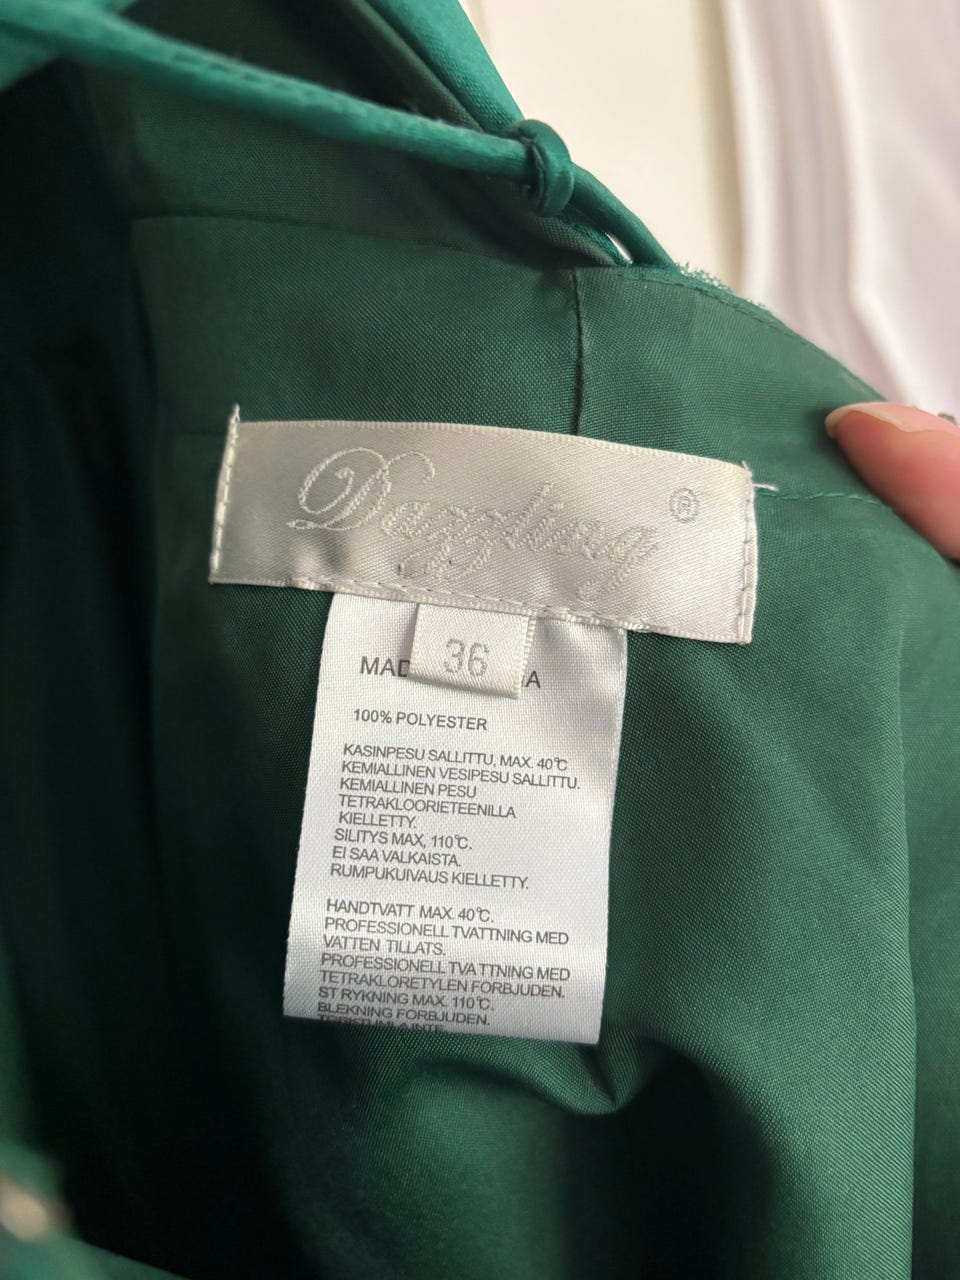 Dazzling ®
36
MAD A
100% POLYESTER
KASINPESU SALLITTU, MAX. 40℃
KEMIALLINEN VESIPESU SALLITTU.
KEMIALLINEN PESU
TETRAKLOORIETEENILLA
KIELLETTY.
SILITYS MAX, 110℃.
EI SAA VALKAISTA.
RUMPUKUIVAUS KIELLETTY.
HANDTVATT MAX. 40℃.
PROFESSIONELL TVATTNING MED
VATTEN TILLATS.
PROFESSIONELL TVA TTNING MED
TETRAKLORETYLEN FORBJUDEN.
ST RYKNING MAX. 110℃.
BLEKNING FORBJUDEN.